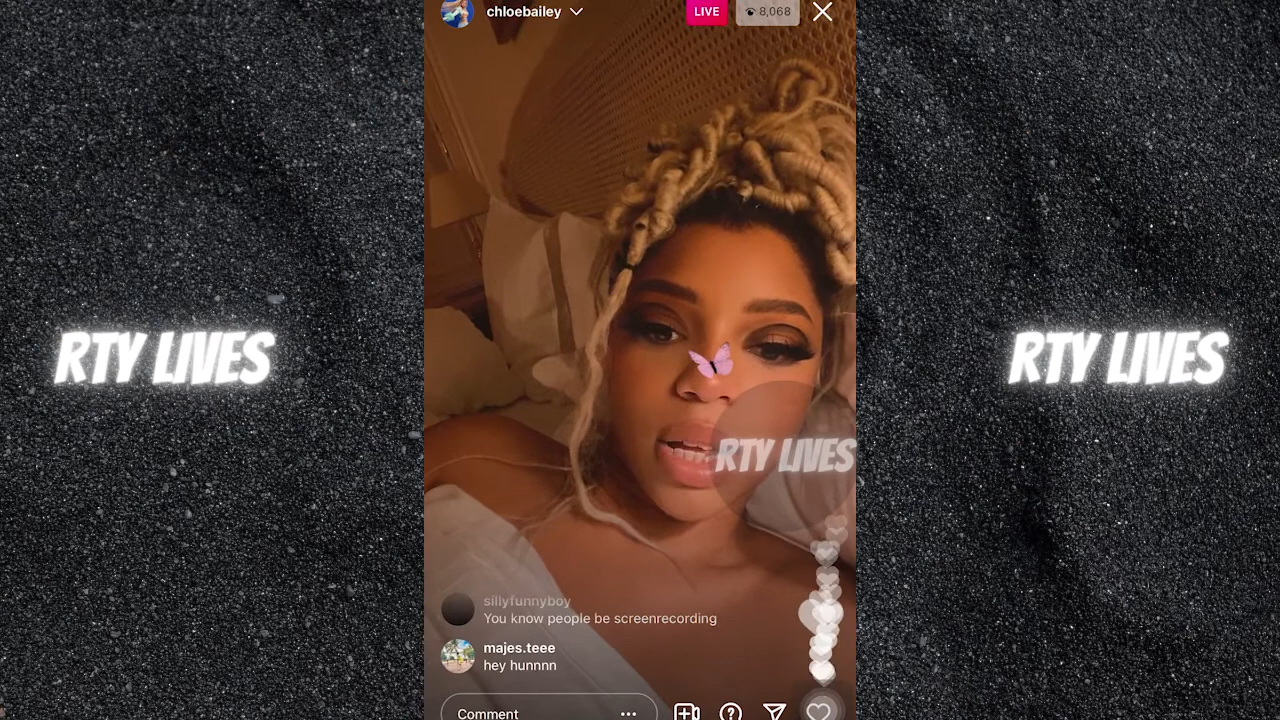 chloebailey
LIVE
8,068
RTY LIVES
RTY LIVES
RTY LIVES
sillyfunnyboy
You know people be screenrecording
majes.teee
hey hunnnn
Comment